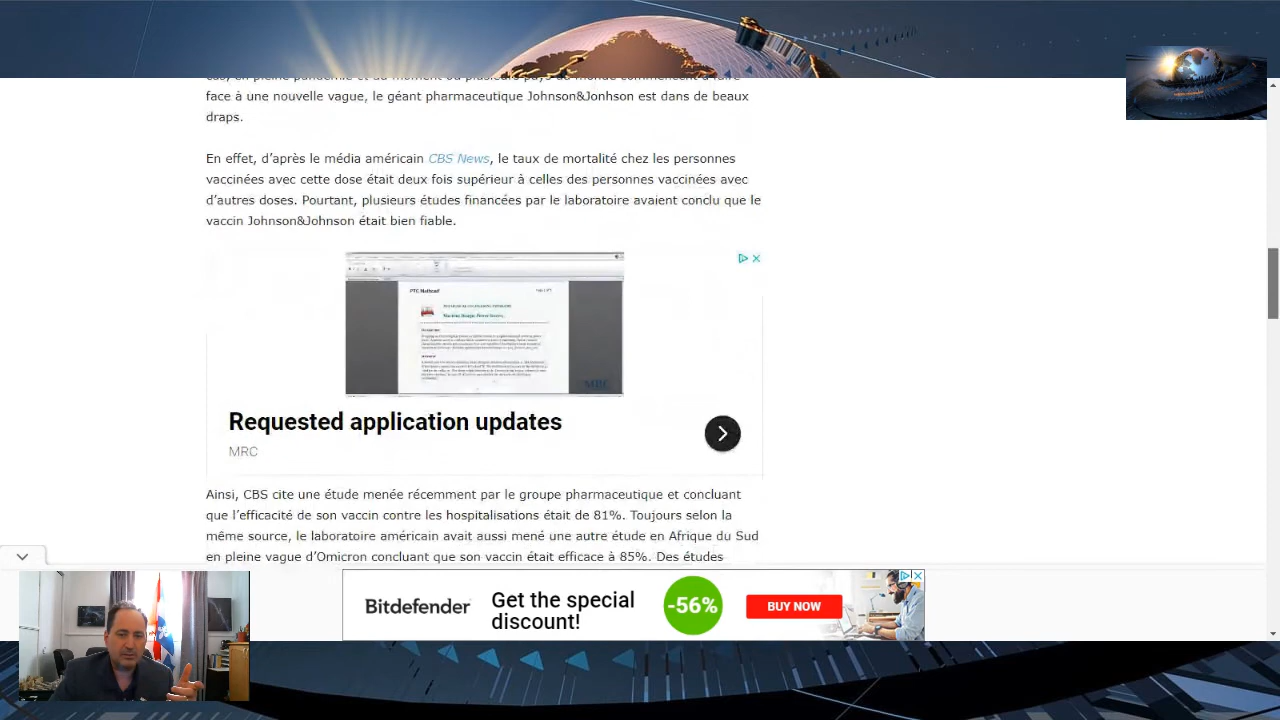 face à une nouvelle vague, le géant pharmaceutique Johnson&Jonhson est dans de beaux
draps.
En effet, d'après le média américain CBS News, le taux de mortalité chez les personnes
vaccinées avec cette dose était deux fois supérieur à celles des personnes vaccinées avec
d'autres doses. Pourtant, plusieurs études financées par le laboratoire avaient conclu que le
vaccin Johnson&Johnson était bien fiable.
Requested application updates
MRC
Ainsi, CBS cite une étude menée récemment par le groupe pharmaceutique et concluant
que l'efficacité de son vaccin contre les hospitalisations était de 81%. Toujours selon la
même source, le laboratoire américain avait aussi mené une autre étude en Afrique du Sud
en pleine vague d'Omicron concluant que son vaccin était efficace à 85%. Des études
Bitdefender
Get the special
discount!
-56%
BUY NOW